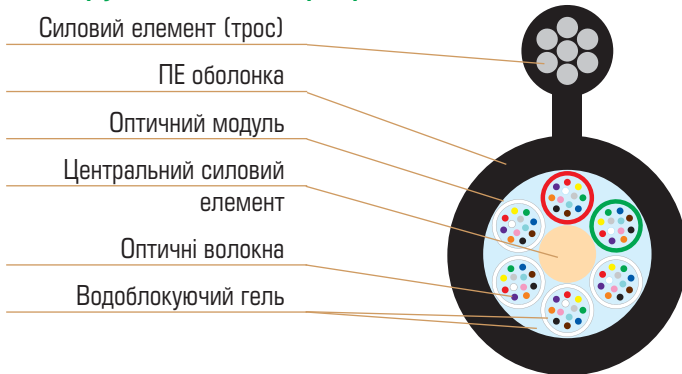 Силовий елемент (трос)
ПЕ оболонка
Оптичний модуль
Центральний силовий
елемент
Оптичні волокна
Водоблокуючий гель